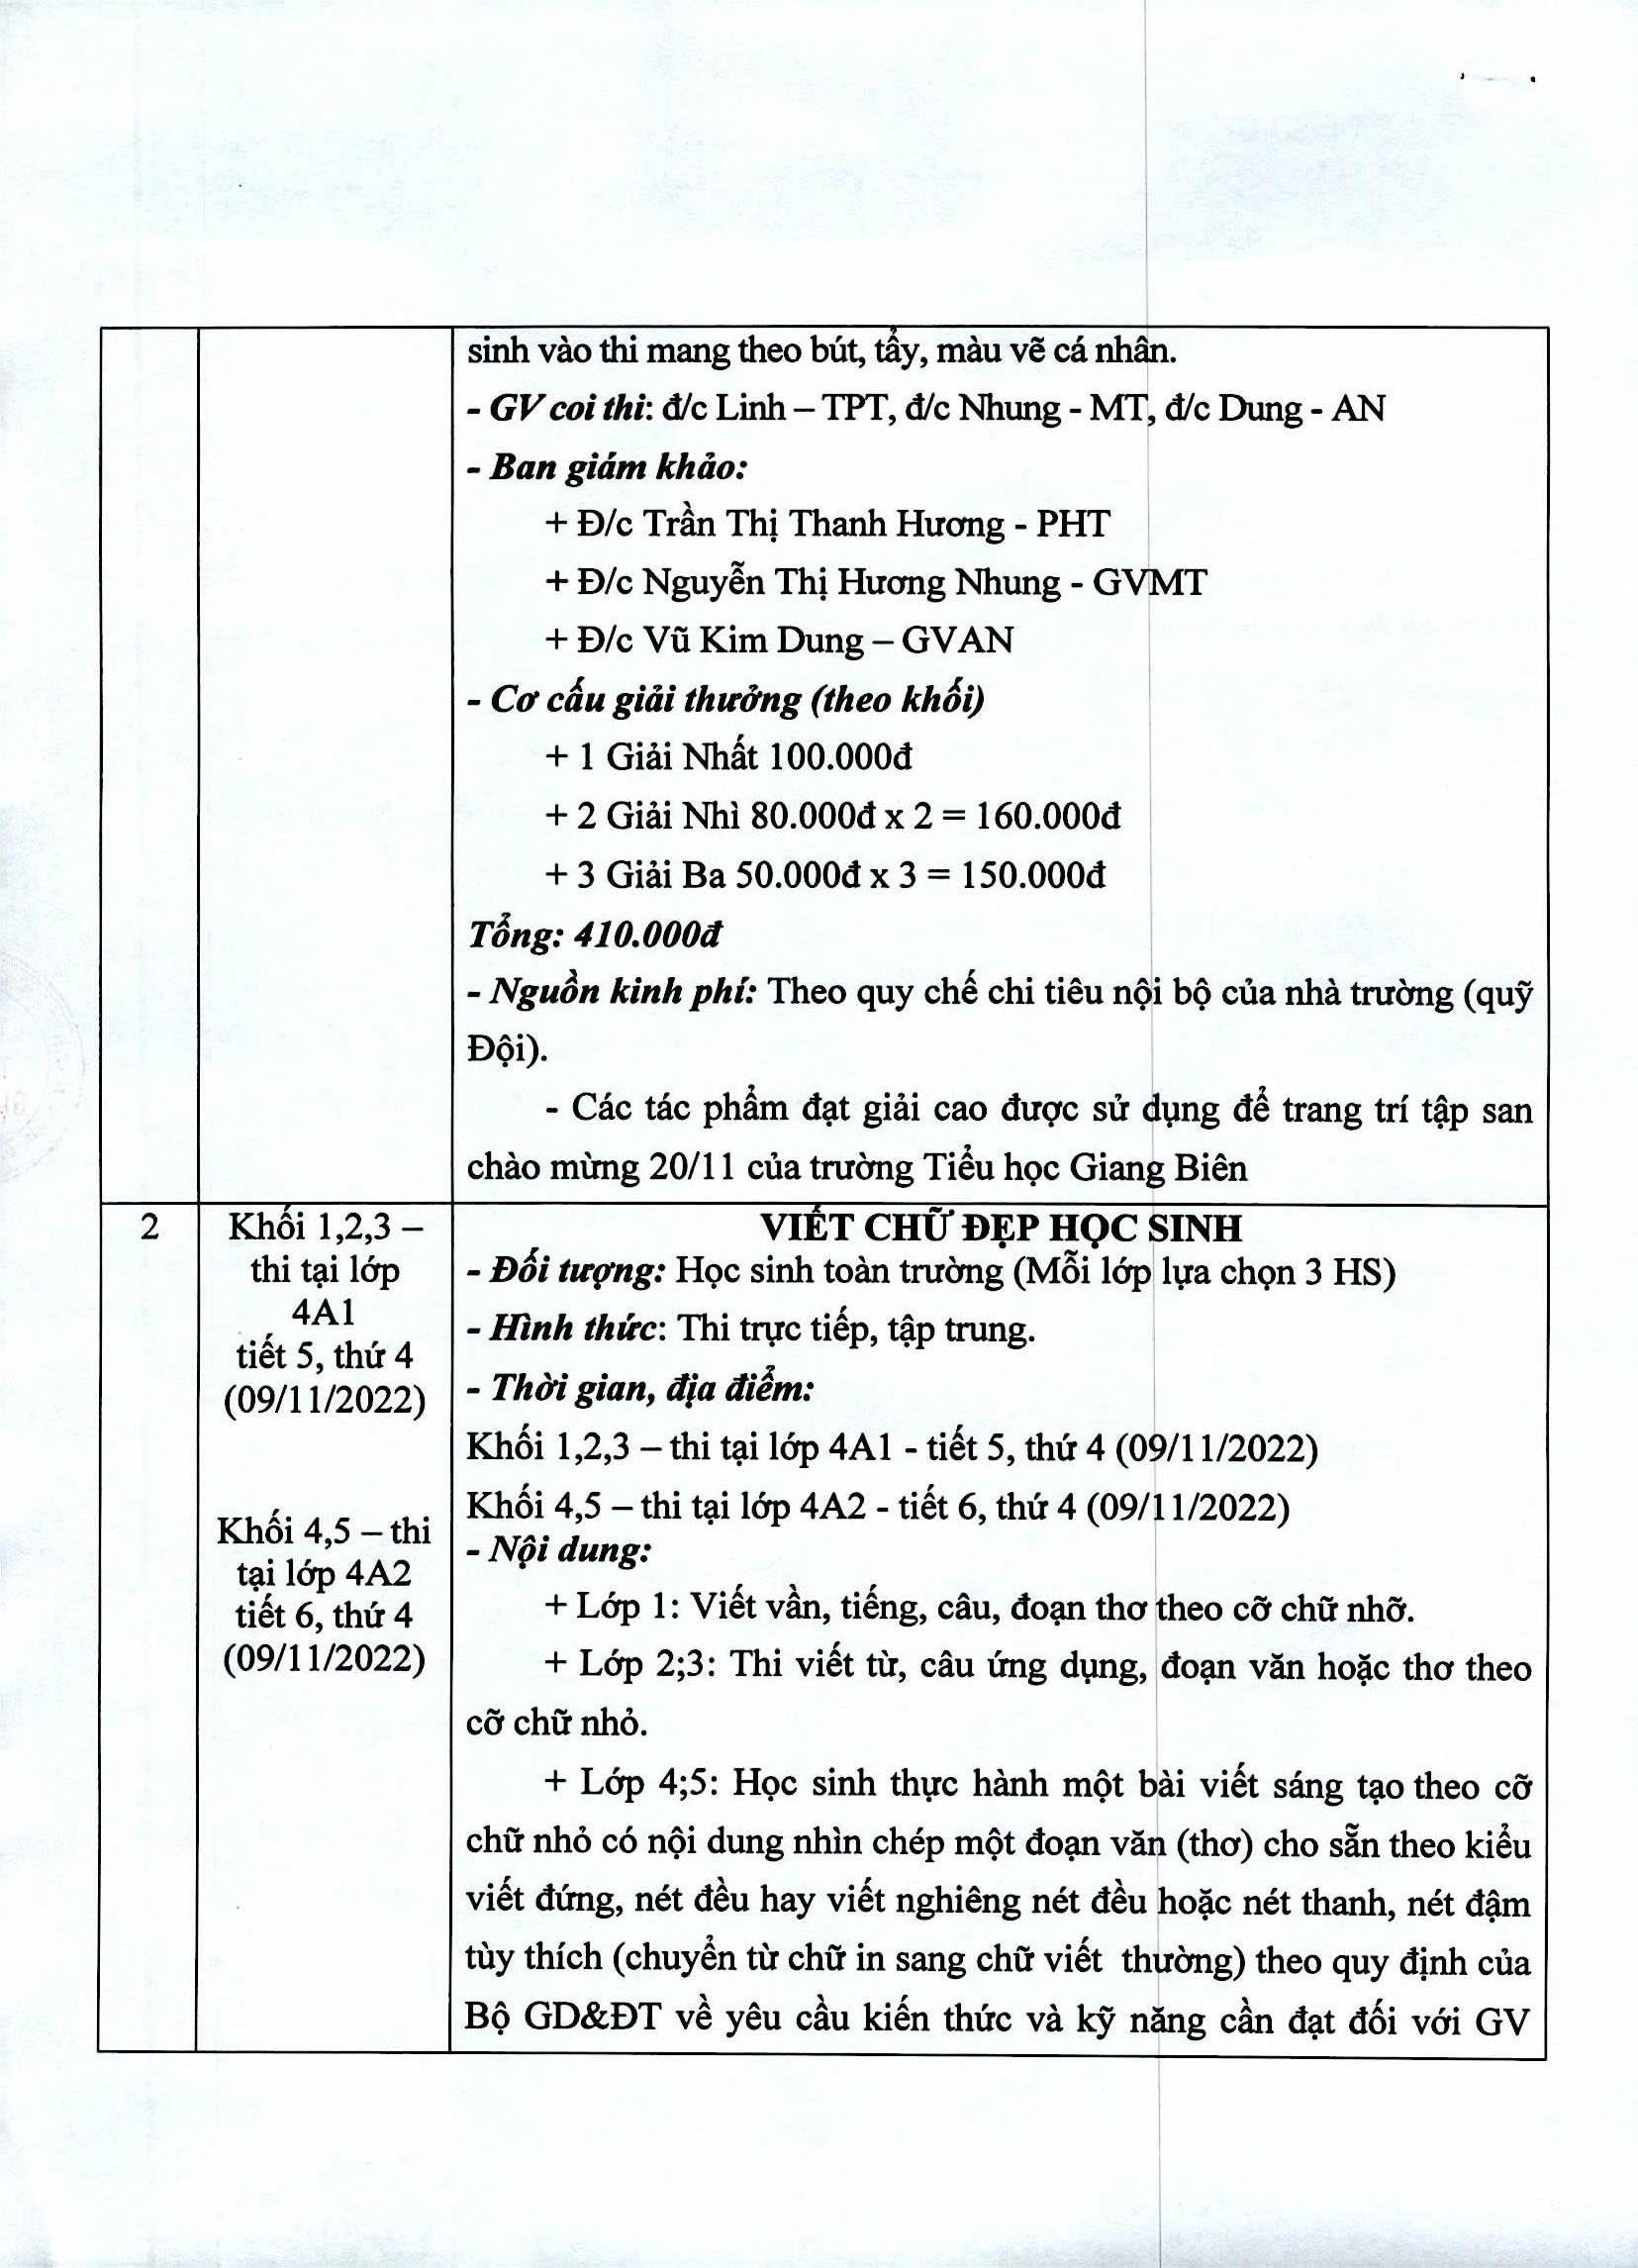 sinh vào thi mang theo bút, tẩy, màu vẽ cá nhân.
- GV coi thi: đ/c Linh – TPT, đ/c Nhung - MT, đ/c Dung - AN
- Ban giám khảo:
+ Đ/c Trần Thị Thanh Hương - PHT
+ Đ/c Nguyễn Thị Hương Nhung - GVMT
+ Đ/c Vũ Kim Dung – GVAN
- Cơ cấu giải thưởng (theo khối)
+ 1 Giải Nhất 100.000đ
+ 2 Giải Nhì 80.000đ x 2 = 160.000đ
+ 3 Giải Ba 50.000đ x 3 = 150.000đ
Tổng: 410.000đ
- Nguồn kinh phí: Theo quy chế chi tiêu nội bộ của nhà trường (quỹ
Đội).
- Các tác phẩm đạt giải cao được sử dụng để trang trí tập san
chào mừng 20/11 của trường Tiểu học Giang Biên
2
Khối 1,2,3 –
thi tại lớp
4A1
tiết 5, thứ 4
(09/11/2022)
Khối 4,5 – thi
tại lớp 4A2
tiết 6, thứ 4
(09/11/2022)
VIẾT CHỮ ĐẸP HỌC SINH
- Đối tượng: Học sinh toàn trường (Mỗi lớp lựa chọn 3 HS)
- Hình thức: Thi trực tiếp, tập trung.
- Thời gian, địa điểm:
Khối 1,2,3 – thi tại lớp 4A1 - tiết 5, thứ 4 (09/11/2022)
Khối 4,5 – thi tại lớp 4A2 - tiết 6, thứ 4 (09/11/2022)
- Nội dung:
+ Lớp 1: Viết vần, tiếng, câu, đoạn thơ theo cỡ chữ nhỡ.
+ Lớp 2;3: Thi viết từ, câu ứng dụng, đoạn văn hoặc thơ theo
cỡ chữ nhỏ.
+ Lớp 4;5: Học sinh thực hành một bài viết sáng tạo theo cỡ
chữ nhỏ có nội dung nhìn chép một đoạn văn (thơ) cho sẵn theo kiểu
viết đứng, nét đều hay viết nghiêng nét đều hoặc nét thanh, nét đậm
tùy thích (chuyển từ chữ in sang chữ viết thường) theo quy định của
Bộ GD&ĐT về yêu cầu kiến thức và kỹ năng cần đạt đối với GV